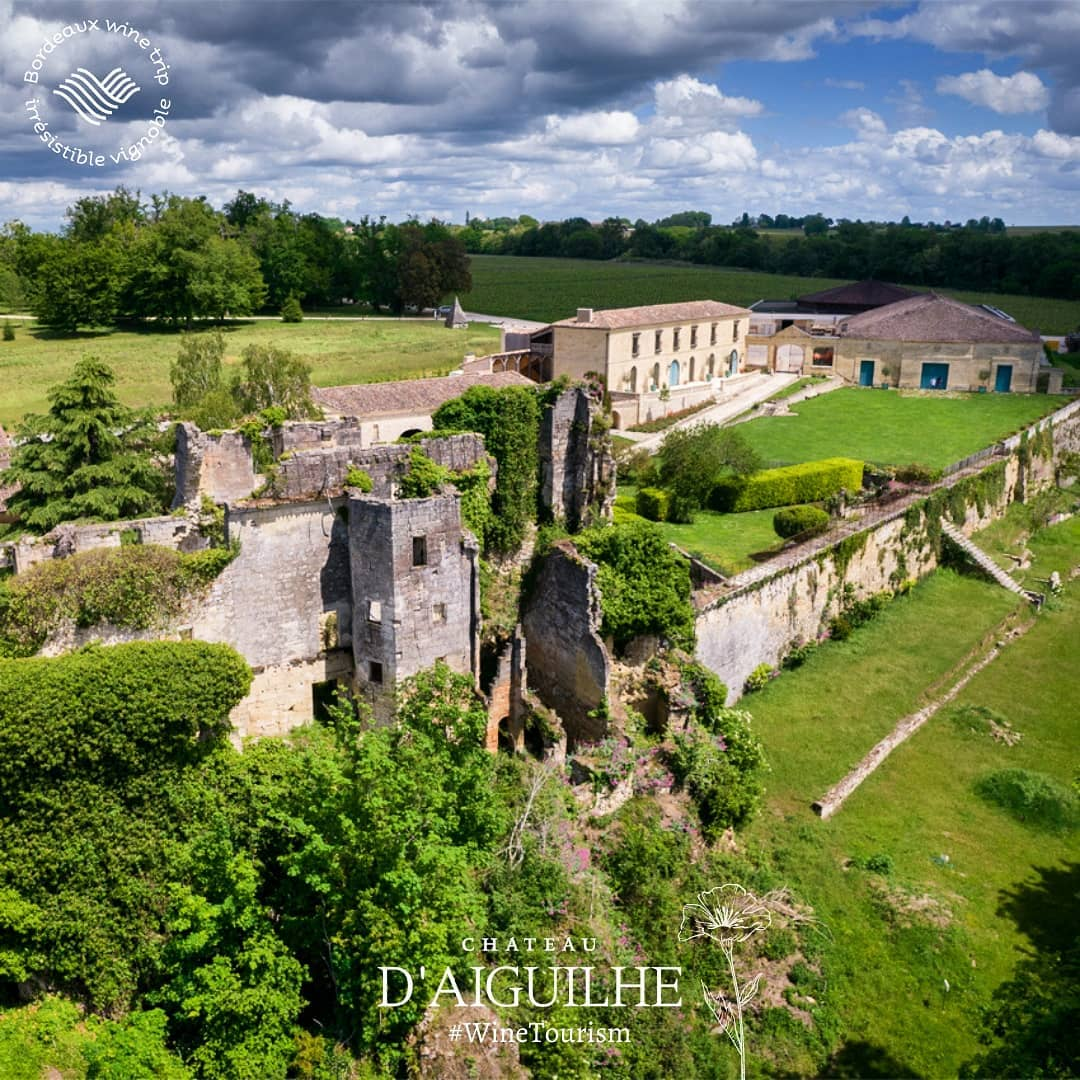 Bordeaux wine trip
irrésistible vignoble
CHATEAU
D'AIGUILHE
#WineTourism